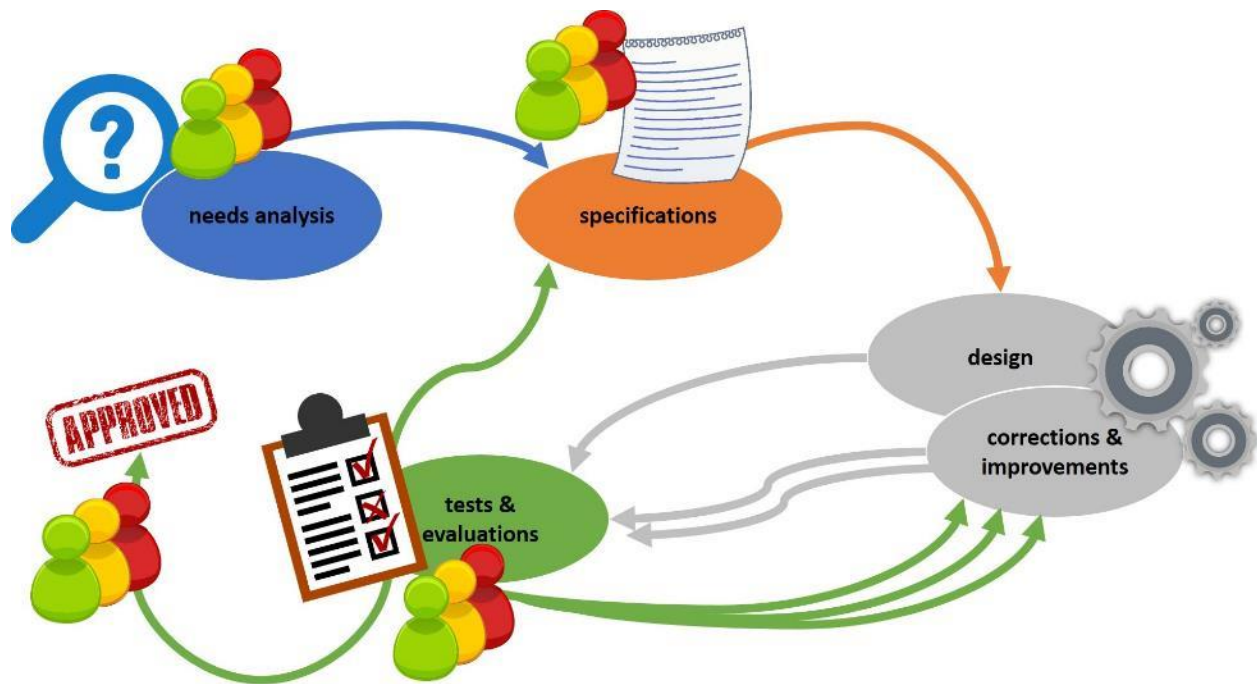 ?
needs analysis
specifications
design
corrections &
improvements
APPROVED
tests &
evaluations